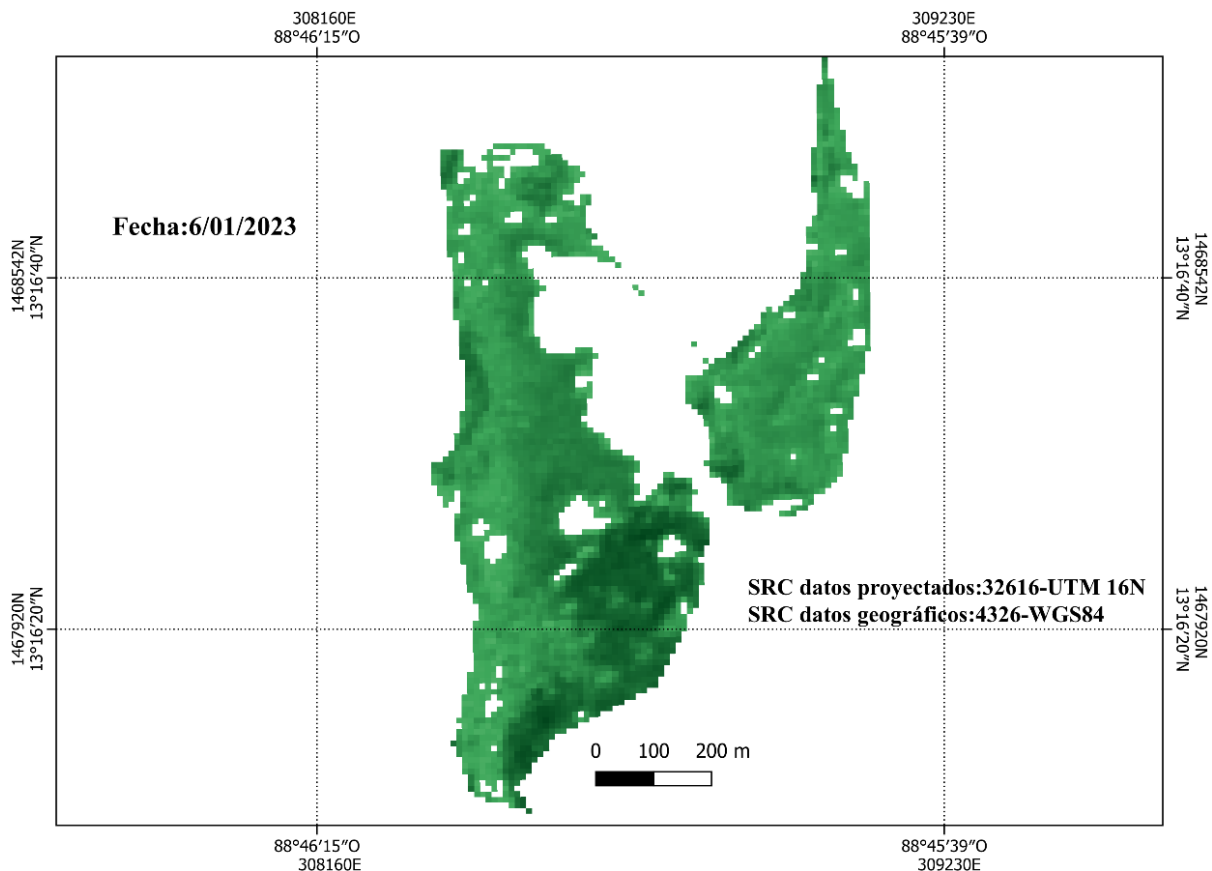 308160E
88°46'15"O
309230E
88°45'39"O
Fecha:6/01/2023
1468542N
13°16'40"N
1468542N
13°16'40"N
SRC datos proyectados:32616-UTM 16N
SRC datos geográficos:4326-WGS84
1467920N
13°16'20"N
1467920N
13°16'20"N
0 100 200 m
88°46'15"O
308160E
88°45'39"O
309230E